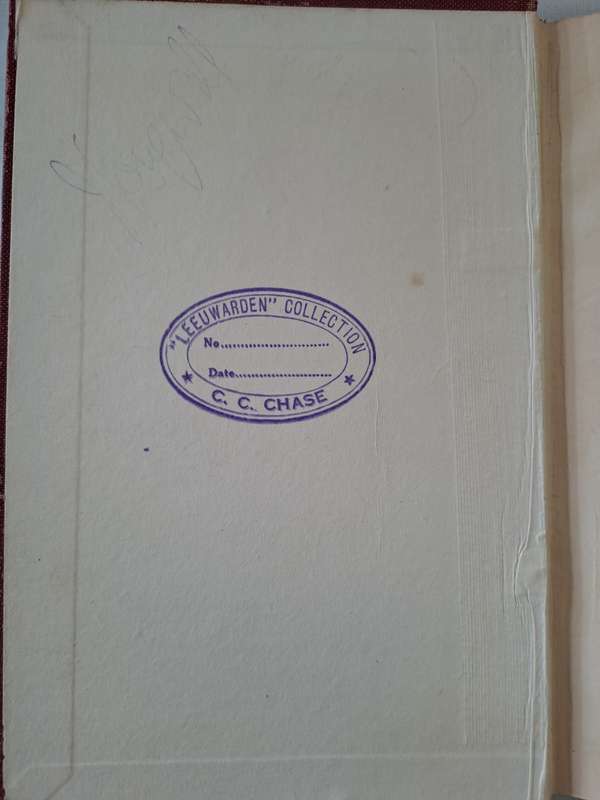 "LEEUWARDEN" COLLECTION
No...........................
Date........................
★ C. C. CHASE ★